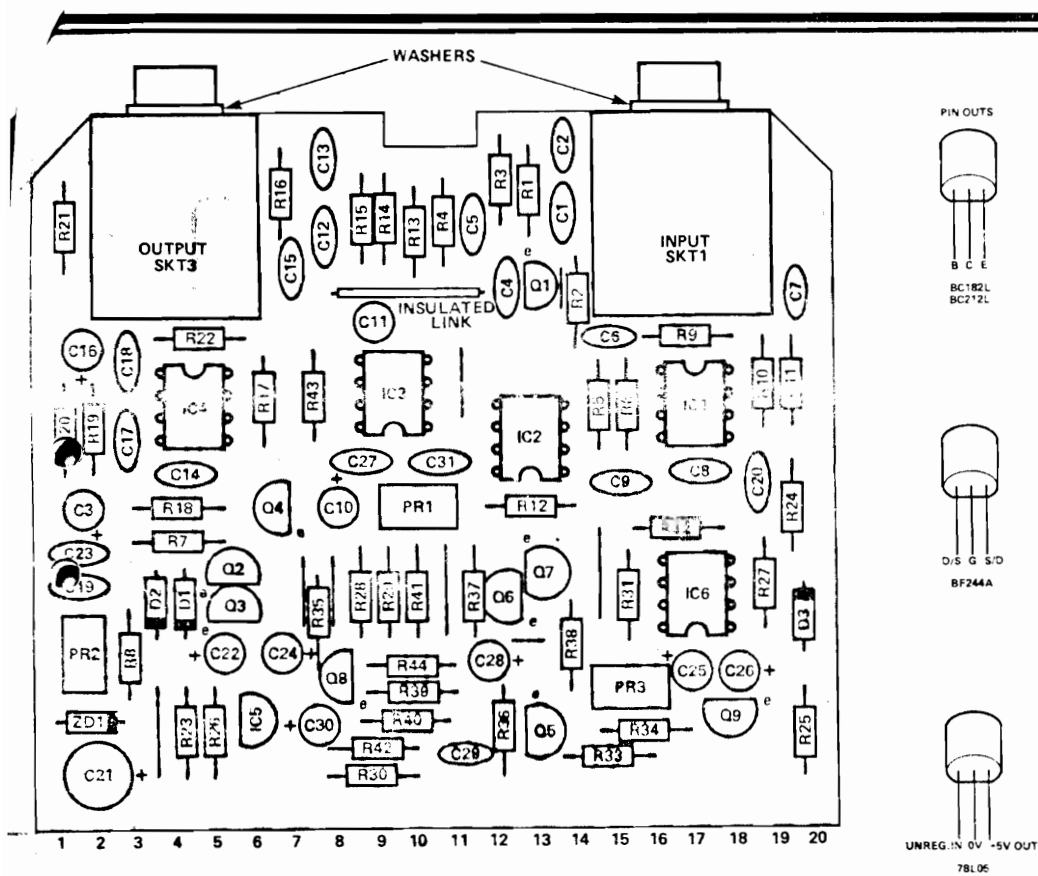 WASHERS
PIN OUTS
C13 C2
R16 R3 R1
R21 C12 R15 R14 R13 R4 C5 C1
OUTPUT
SKT3
INPUT
SKT1
C15 C4 e Q1 R2 C7
B C E
BC182L
BC212L
INSULATED
LINK
C11
C16 + C18 R22 C6 R9
R17 R43
R19 C17 IC2
C27 C31 C9 C8 C20
C14
C3 + R18 Q4 + C10 PR1 R12 R24
R7 e
C23 Q2 e Q7
D/S G S/D
BF244A
C19 D2 D1 e Q3 R35 R28 R41 R37 Q6 R31 IC6 R27 D3
PR2 R8 e + C22 C24 + R44 C28 + e R38 + C25 C26 +
Q8 R39 PR3
ZD1 R23 R26 IC5 + C30 e R40 R36 e Q5 R34 Q9 e R25
C21 + R42 C29 R33
R30
1 2 3 4 5 6 7 8 9 10 11 12 13 14 15 16 17 18 19 20
UNREG.IN 0V +5V OUT
78L05